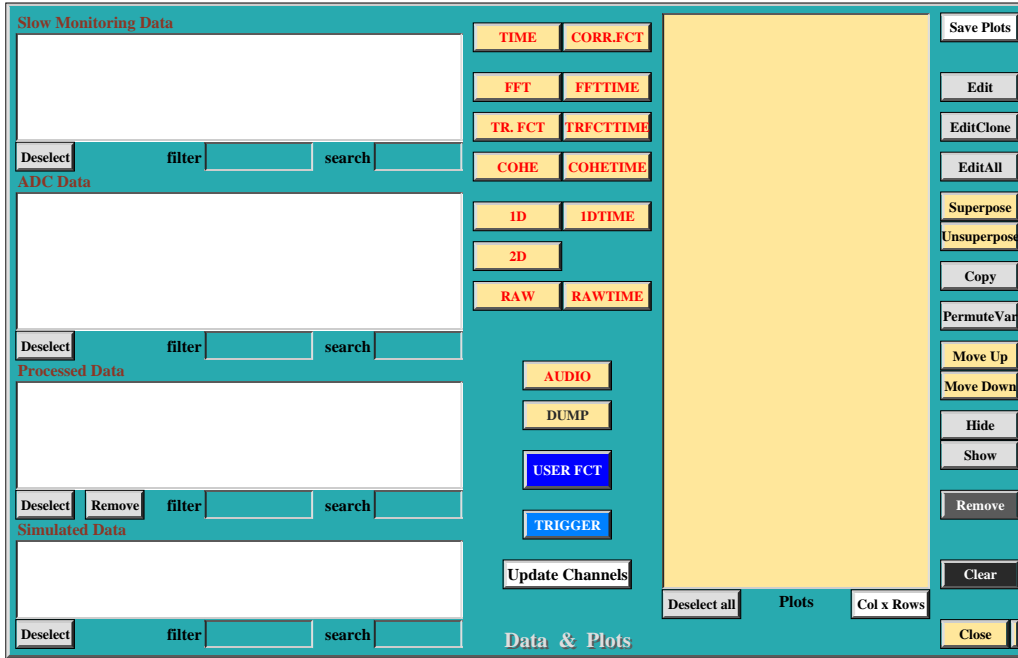 Slow Monitoring Data
Deselect filter search
ADC Data
Deselect filter search
Processed Data
Deselect Remove filter search
Simulated Data
Deselect filter search
TIME CORR.FCT
FFT FFTTIME
TR. FCT TRFCTTIME
COHE COHETIME
1D 1DTIME
2D
RAW RAWTIME
AUDIO
DUMP
USER FCT
TRIGGER
Update Channels
Data & Plots
Deselect all Plots Col x Rows
Save Plots
Edit
EditClone
EditAll
Superpose
Unsuperpose
Copy
PermuteVar
Move Up
Move Down
Hide
Show
Remove
Clear
Close